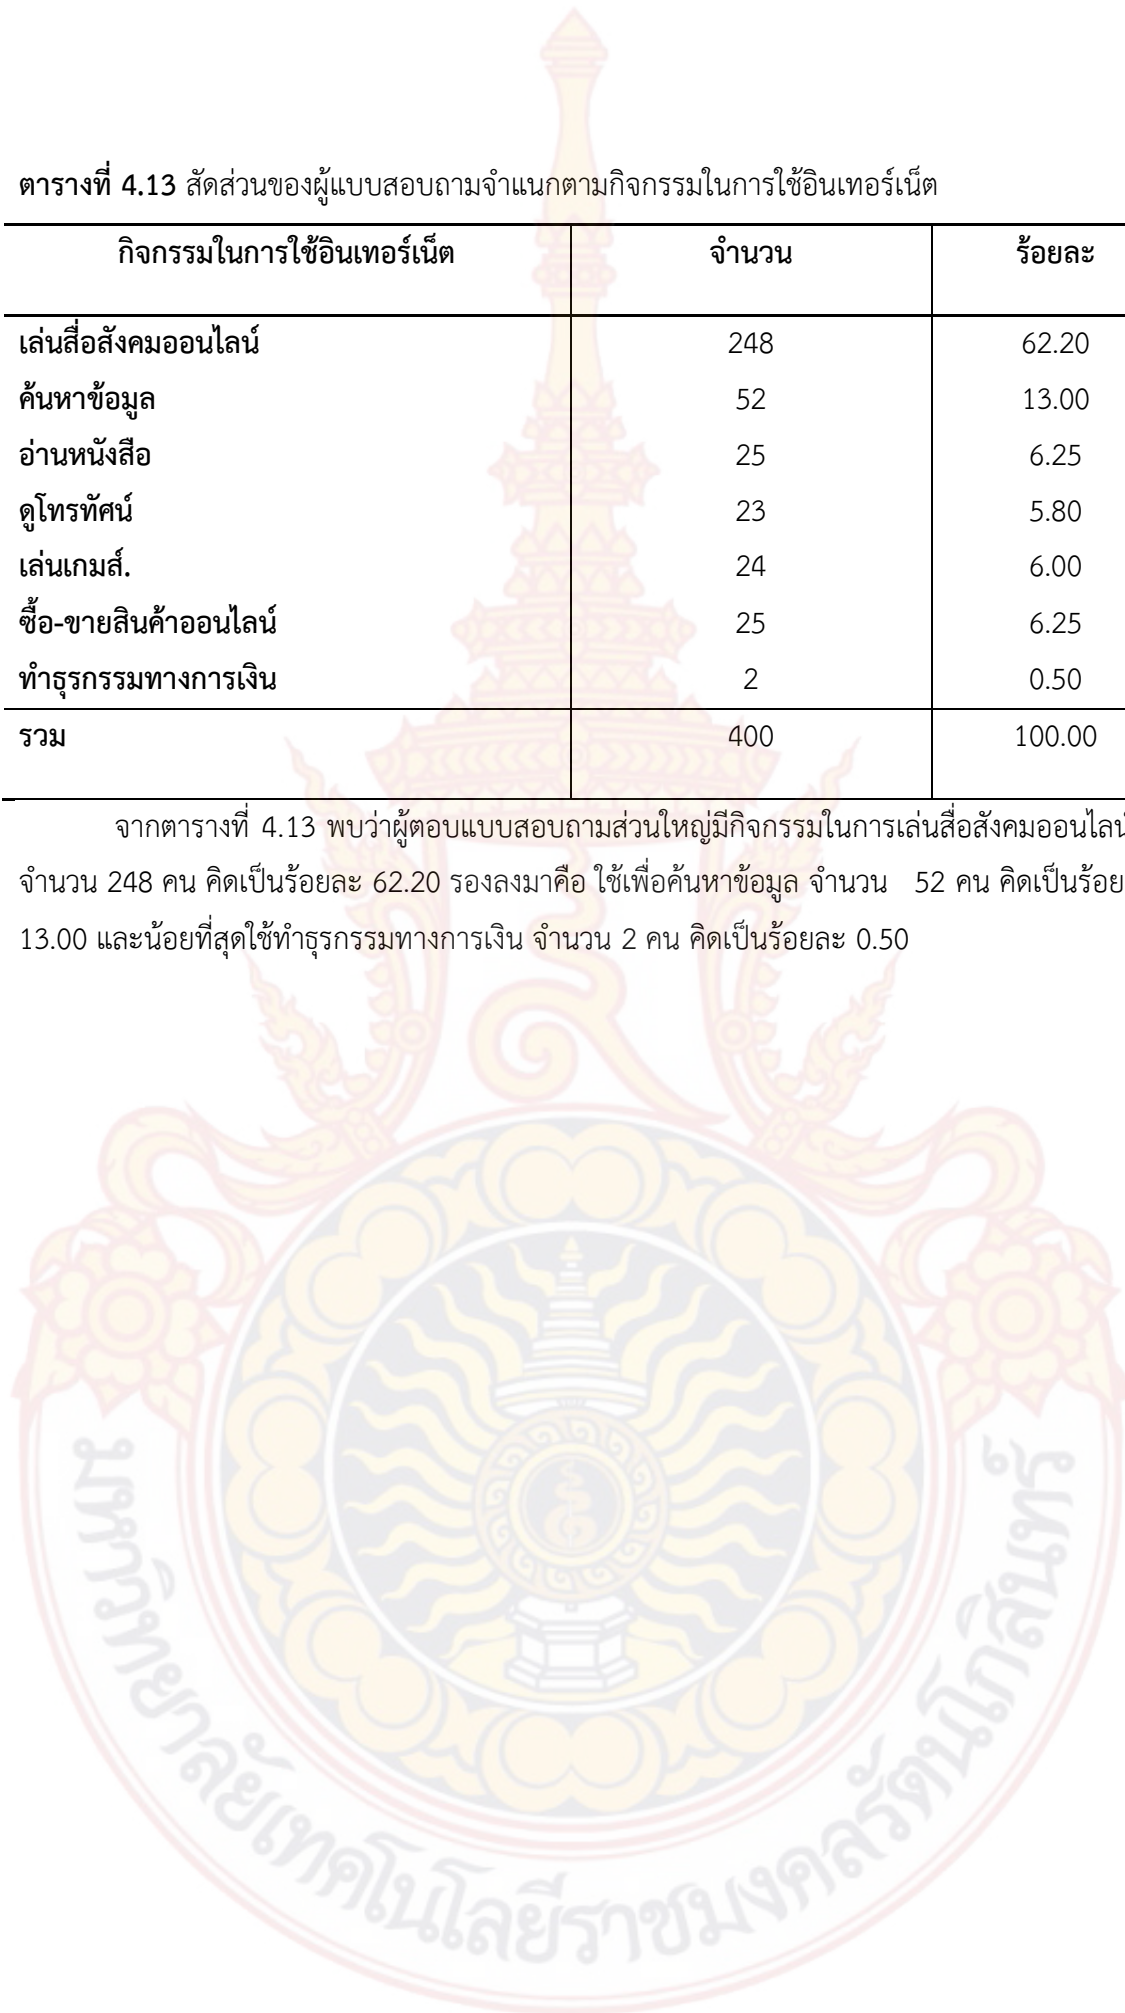 ตารางที่ 4.13 สัดส่วนของผู้แบบสอบถามจำแนกตามกิจกรรมในการใช้อินเทอร์เน็ต
กิจกรรมในการใช้อินเทอร์เน็ต จำนวน ร้อยละ
เล่นสื่อสังคมออนไลน์ 248 62.20
ค้นหาข้อมูล 52 13.00
อ่านหนังสือ 25 6.25
ดูโทรทัศน์ 23 5.80
เล่นเกมส์. 24 6.00
ซื้อ-ขายสินค้าออนไลน์ 25 6.25
ทำธุรกรรมทางการเงิน 2 0.50
รวม 400 100.00
จากตารางที่ 4.13 พบว่าผู้ตอบแบบสอบถามส่วนใหญ่มีกิจกรรมในการเล่นสื่อสังคมออนไลน์
จำนวน 248 คน คิดเป็นร้อยละ 62.20 รองลงมาคือ ใช้เพื่อค้นหาข้อมูล จำนวน 52 คน คิดเป็นร้อย
13.00 และน้อยที่สุดใช้ทำธุรกรรมทางการเงิน จำนวน 2 คน คิดเป็นร้อยละ 0.50
มหาวิทยาลัยเทคโนโลยีราชมงคลรัตนโกสินทร์